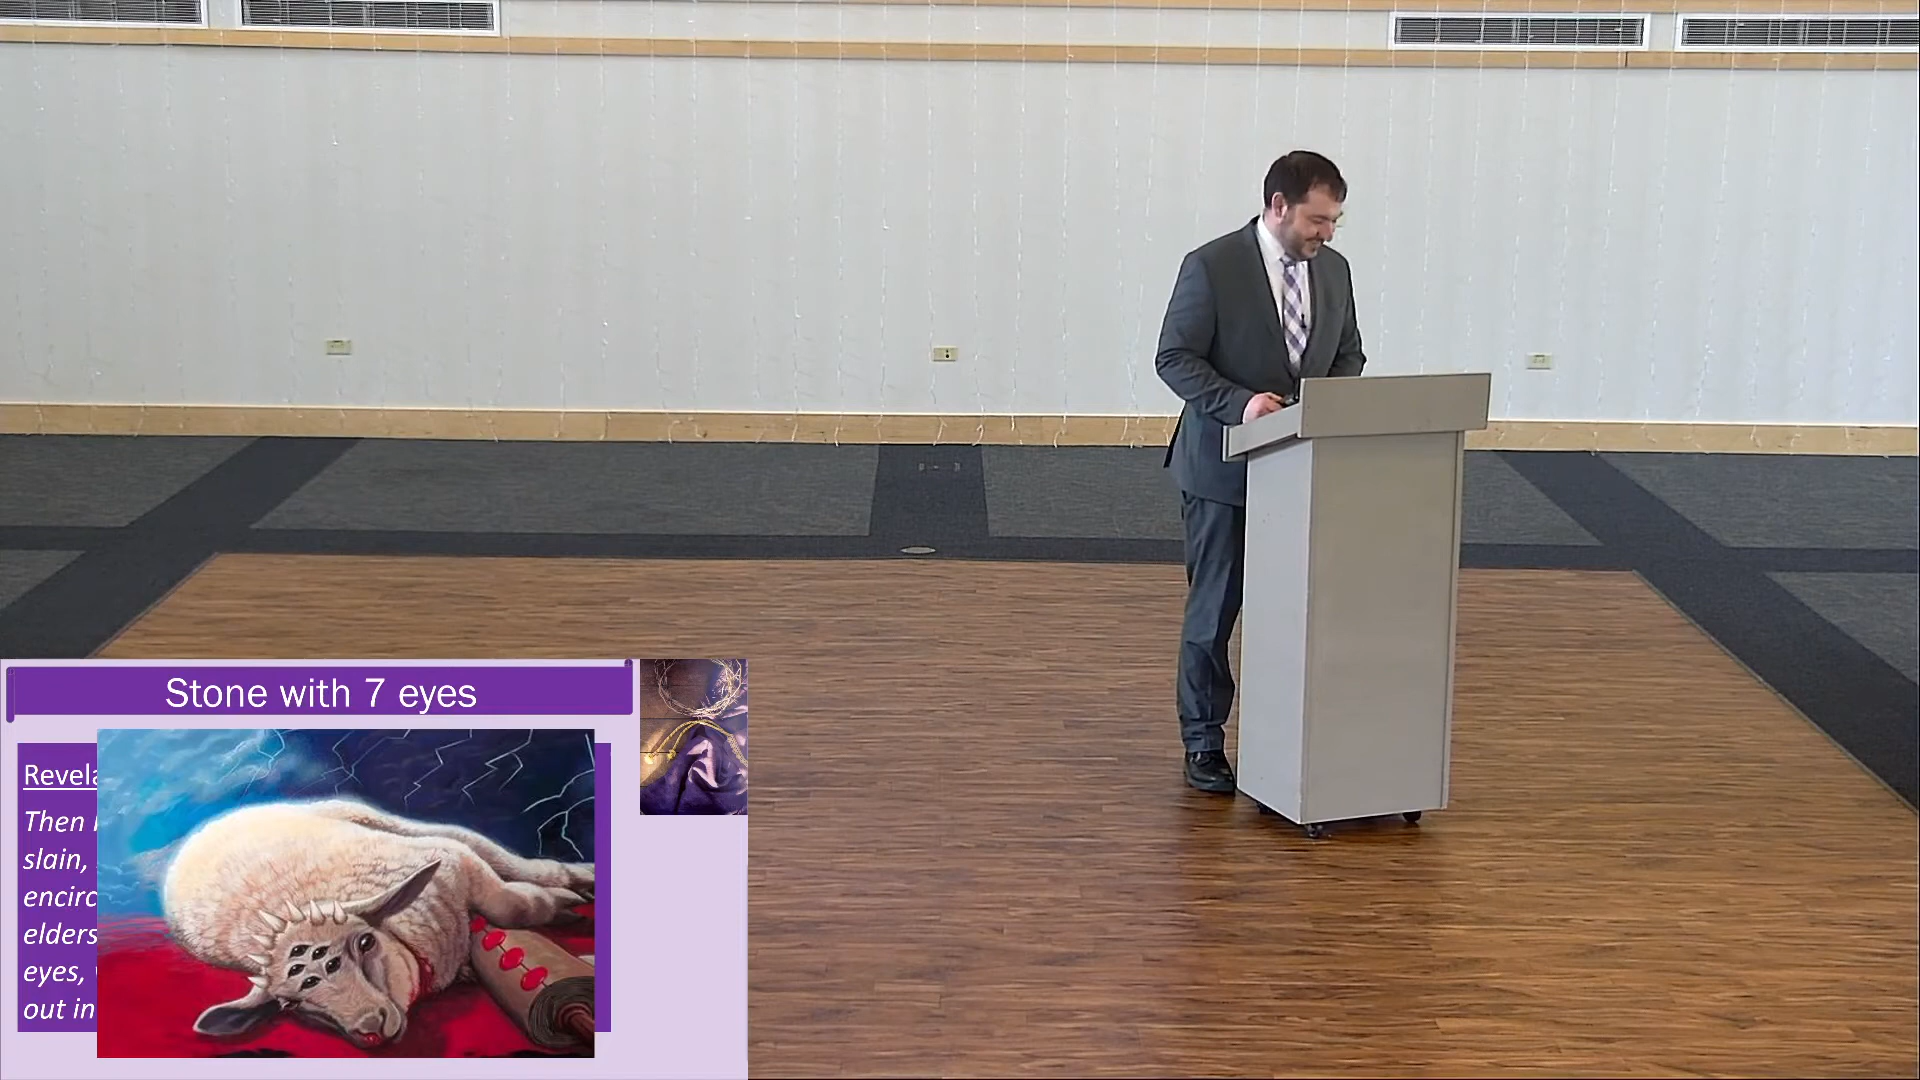 Stone with 7 eyes
Revela
Then
slain,
encirc
elders
eyes,
out in